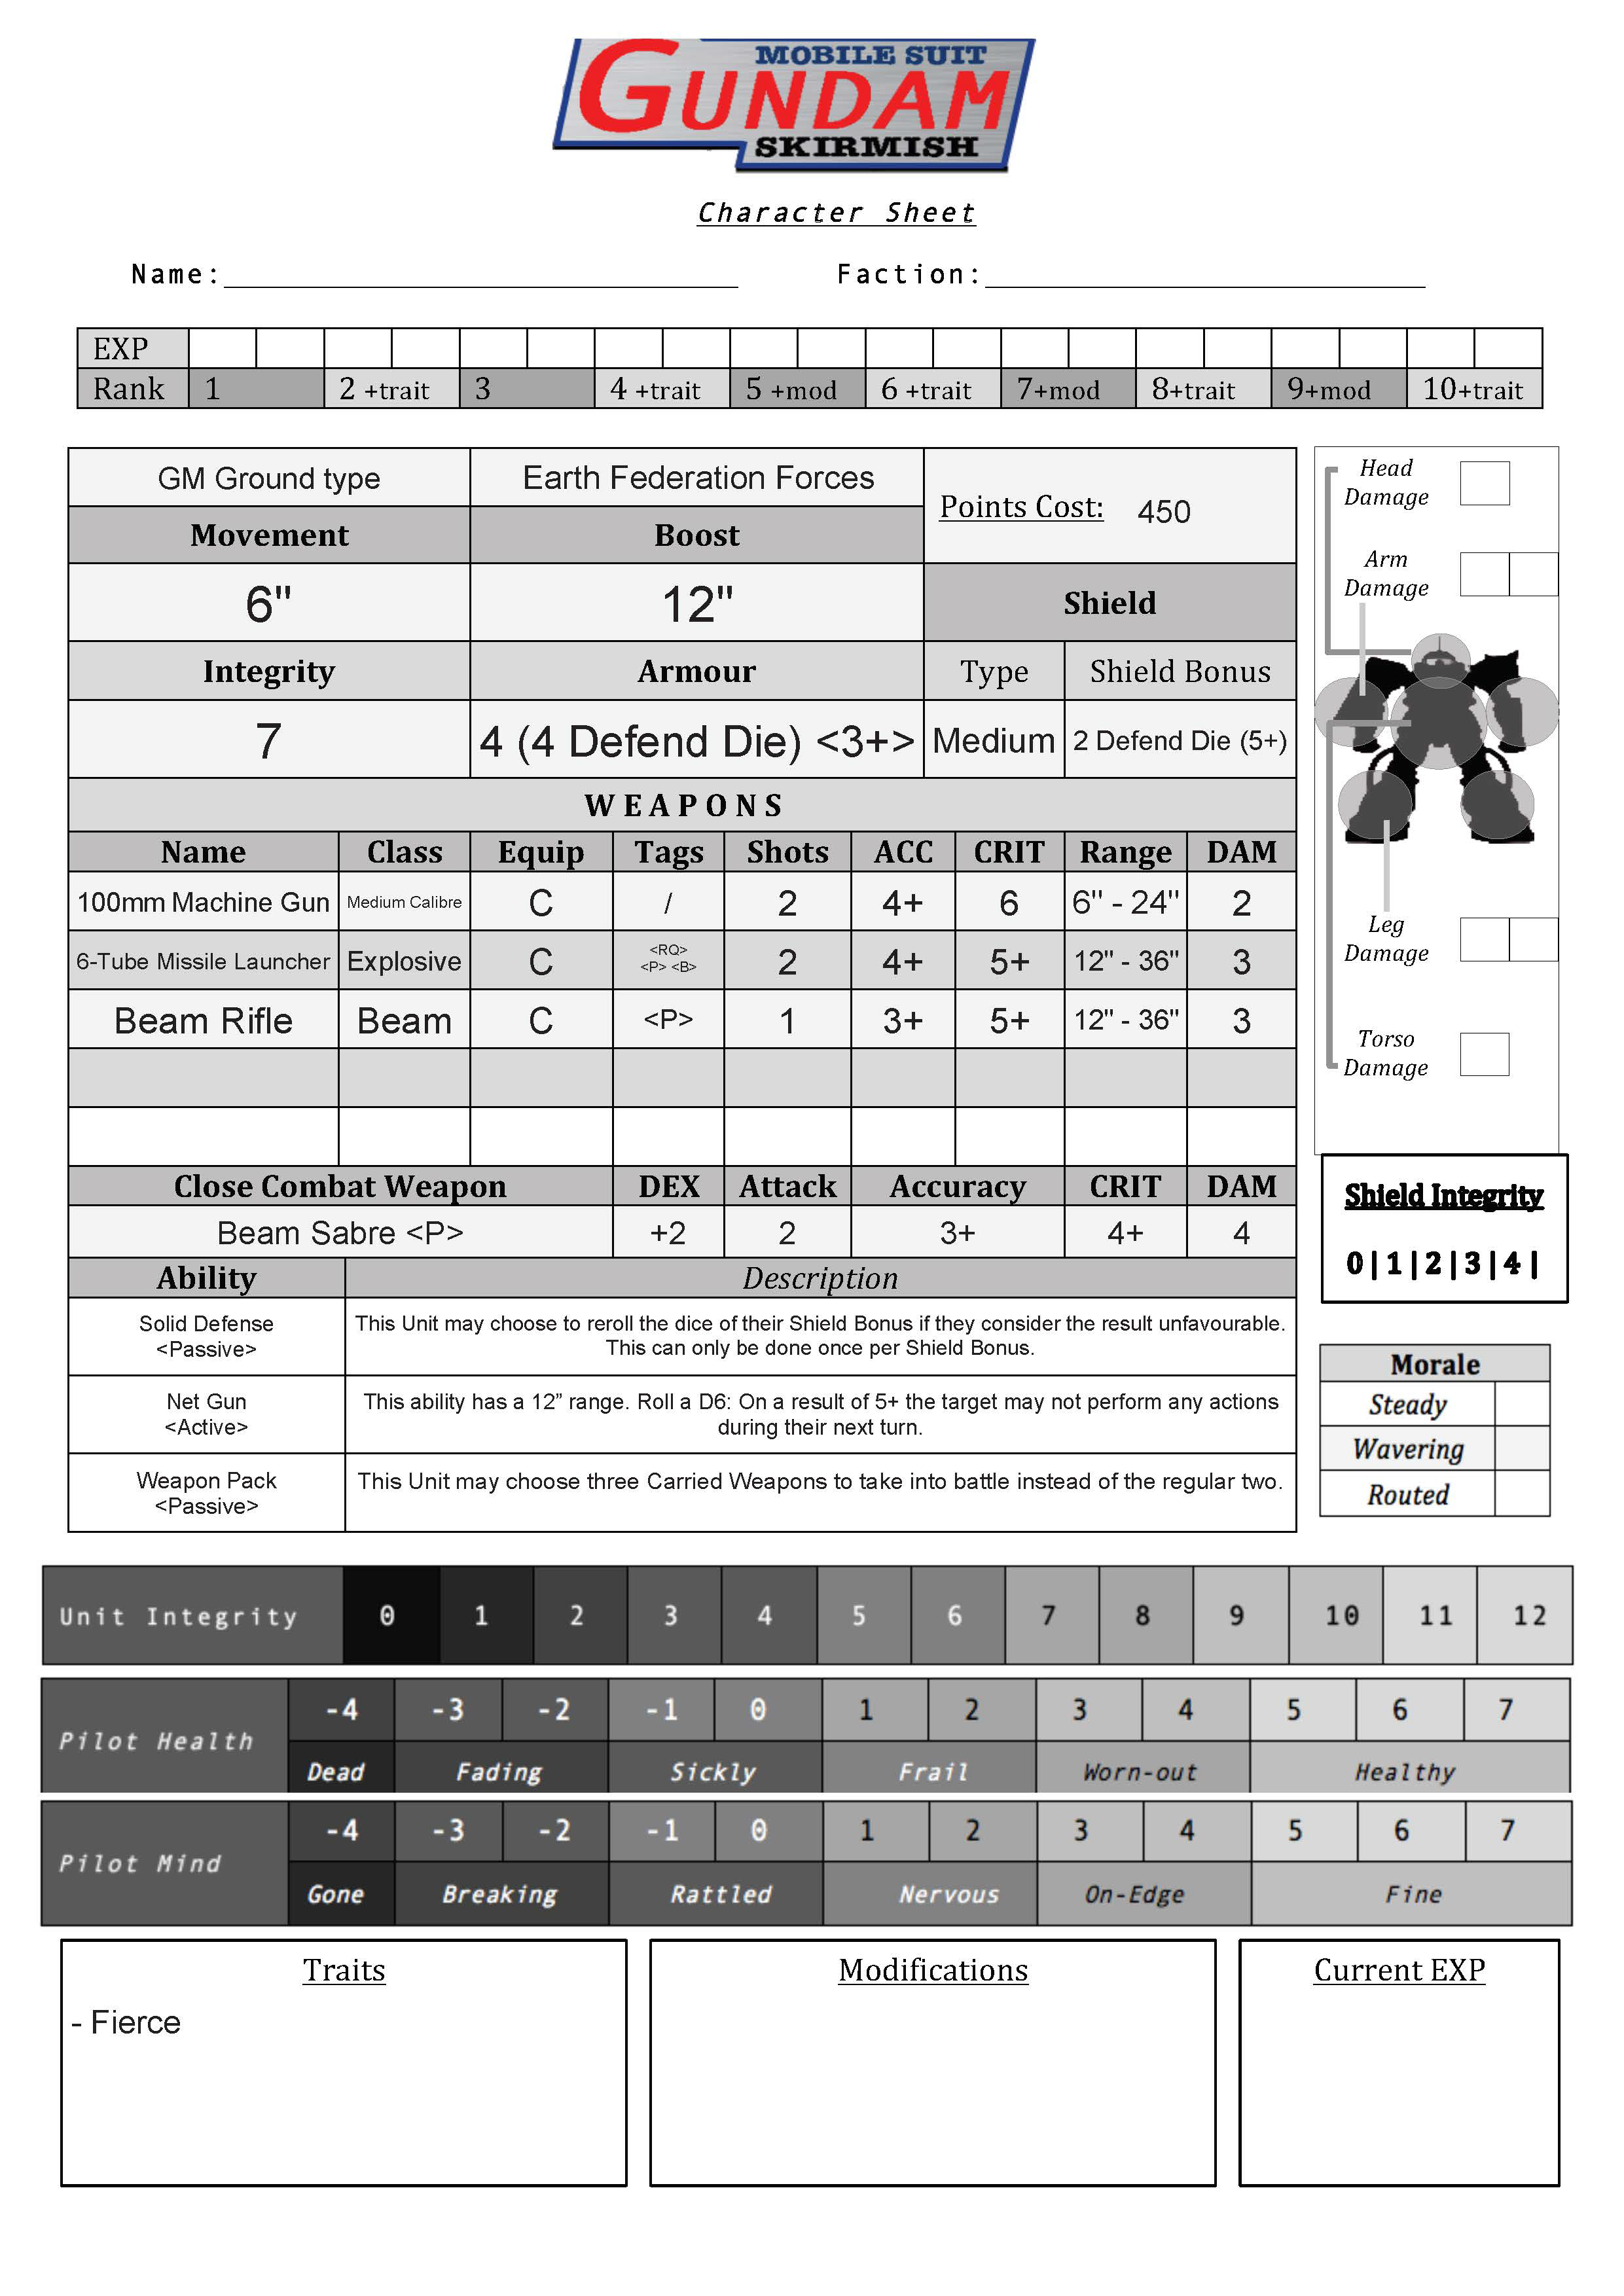 MOBILE SUIT
GUNDAM
SKIRMISH
Character Sheet
Name: Faction:
EXP
Rank 1 2 +trait 3 4 +trait 5 +mod 6 +trait 7+mod 8+trait 9+mod 10+trait
GM Ground type Earth Federation Forces Points Cost: 450
Movement Boost
6" 12" Shield
Integrity Armour Type Shield Bonus
7 4 (4 Defend Die) <3+> Medium 2 Defend Die (5+)
WEAPONS
Name Class Equip Tags Shots ACC CRIT Range DAM
100mm Machine Gun Medium Calibre C / 2 4+ 6 6" - 24" 2
6-Tube Missile Launcher Explosive C <RQ> <P> <B> 2 4+ 5+ 12" - 36" 3
Beam Rifle Beam C <P> 1 3+ 5+ 12" - 36" 3
Close Combat Weapon DEX Attack Accuracy CRIT DAM
Beam Sabre <P> +2 2 3+ 4+ 4
Ability Description
Solid Defense
<Passive>
This Unit may choose to reroll the dice of their Shield Bonus if they consider the result unfavourable.
This can only be done once per Shield Bonus.
Net Gun
<Active>
This ability has a 12” range. Roll a D6: On a result of 5+ the target may not perform any actions
during their next turn.
Weapon Pack
<Passive>
This Unit may choose three Carried Weapons to take into battle instead of the regular two.
Head
Damage
Arm
Damage
Leg
Damage
Torso
Damage
Shield Integrity
0 | 1 | 2 | 3 | 4 |
Morale
Steady
Wavering
Routed
Unit Integrity 0 1 2 3 4 5 6 7 8 9 10 11 12
Pilot Health -4 -3 -2 -1 0 1 2 3 4 5 6 7
Dead Fading Sickly Frail Worn-out Healthy
Pilot Mind -4 -3 -2 -1 0 1 2 3 4 5 6 7
Gone Breaking Rattled Nervous On-Edge Fine
Traits
- Fierce
Modifications
Current EXP